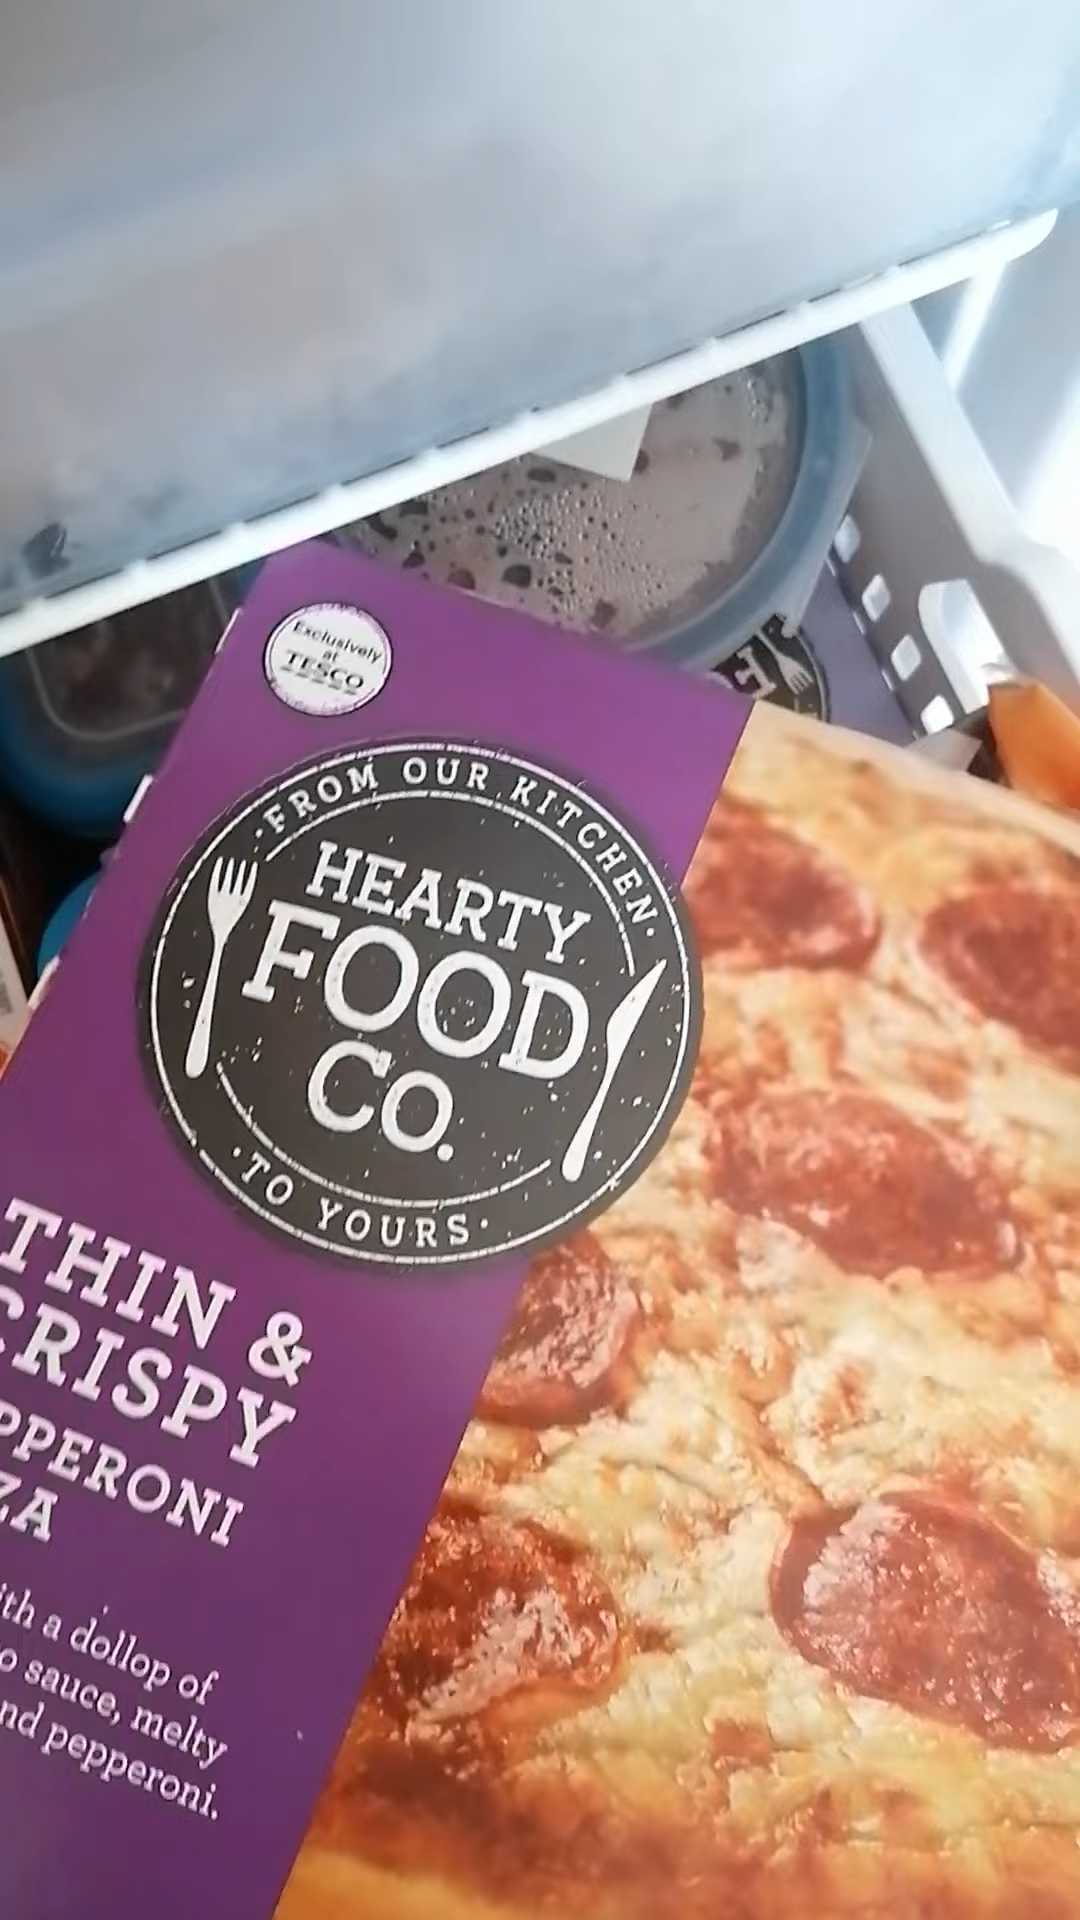 Exclusively
at
TESCO
·FROM OUR KITCHEN·
HEARTY
FOOD
CO.
·TO YOURS·
THIN &
CRISPY
PPERONI
ZA
ith a dollop of
o sauce, melty
nd pepperoni.